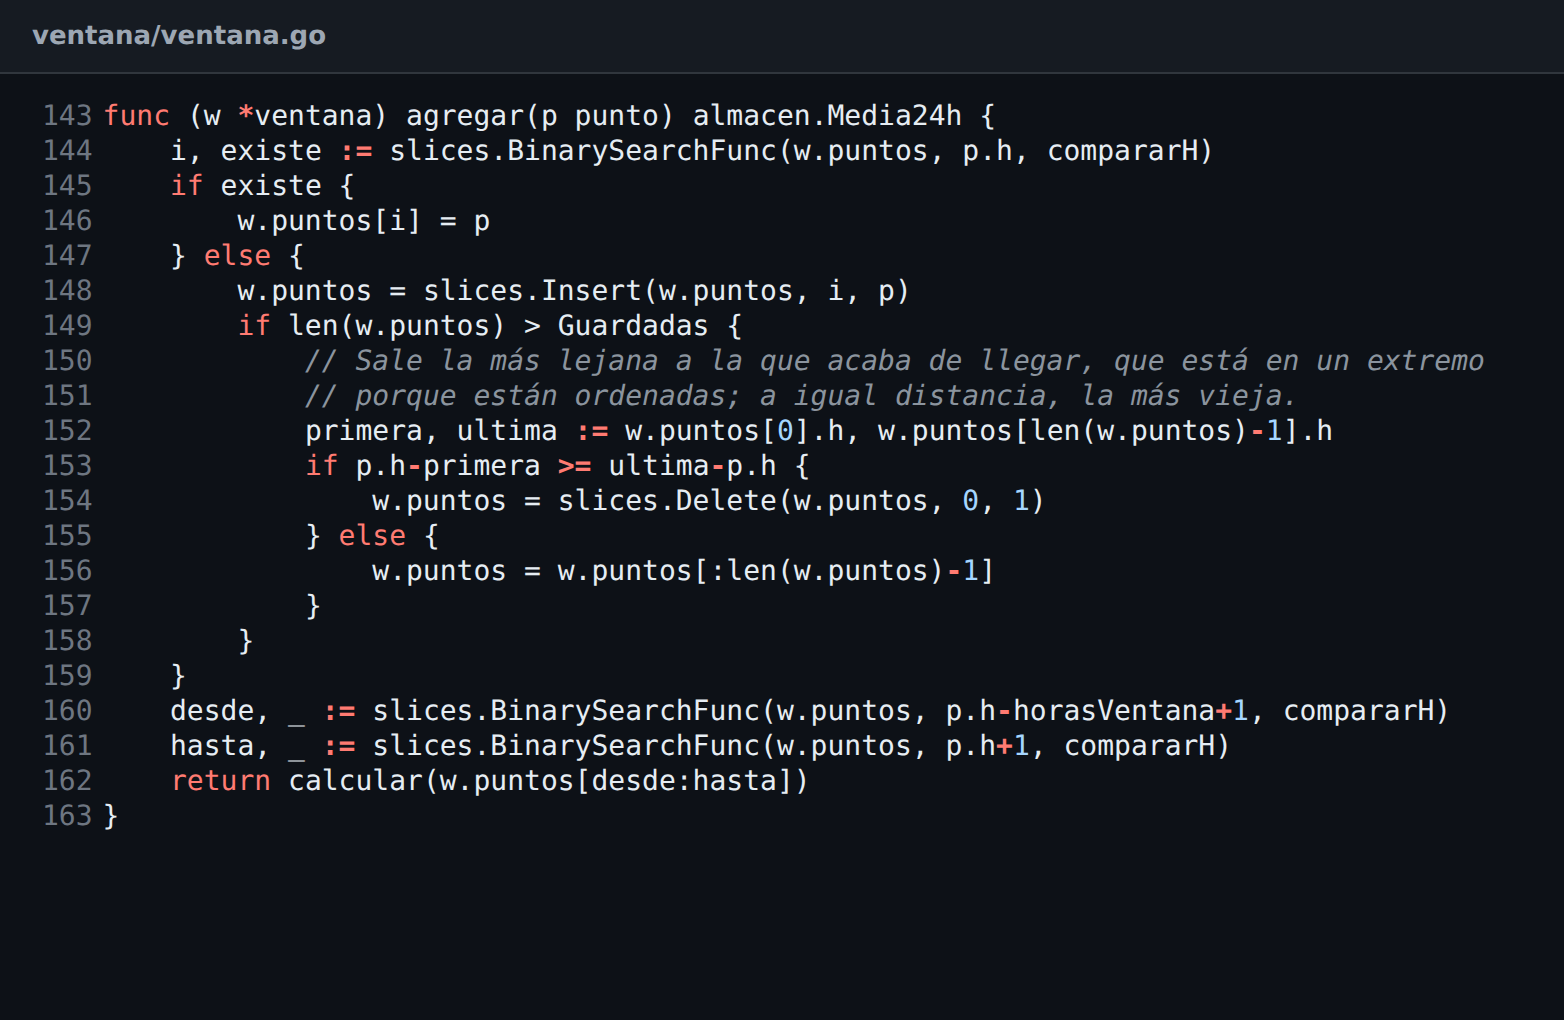 ventana/ventana.go
143 func (w *ventana) agregar(p punto) almacen.Media24h {
144     i, existe := slices.BinarySearchFunc(w.puntos, p.h, compararH)
145     if existe {
146         w.puntos[i] = p
147     } else {
148         w.puntos = slices.Insert(w.puntos, i, p)
149         if len(w.puntos) > Guardadas {
150             // Sale la más lejana a la que acaba de llegar, que está en un extremo
151             // porque están ordenadas; a igual distancia, la más vieja.
152             primera, ultima := w.puntos[0].h, w.puntos[len(w.puntos)-1].h
153             if p.h-primera >= ultima-p.h {
154                 w.puntos = slices.Delete(w.puntos, 0, 1)
155             } else {
156                 w.puntos = w.puntos[:len(w.puntos)-1]
157             }
158         }
159     }
160     desde, _ := slices.BinarySearchFunc(w.puntos, p.h-horasVentana+1, compararH)
161     hasta, _ := slices.BinarySearchFunc(w.puntos, p.h+1, compararH)
162     return calcular(w.puntos[desde:hasta])
163 }